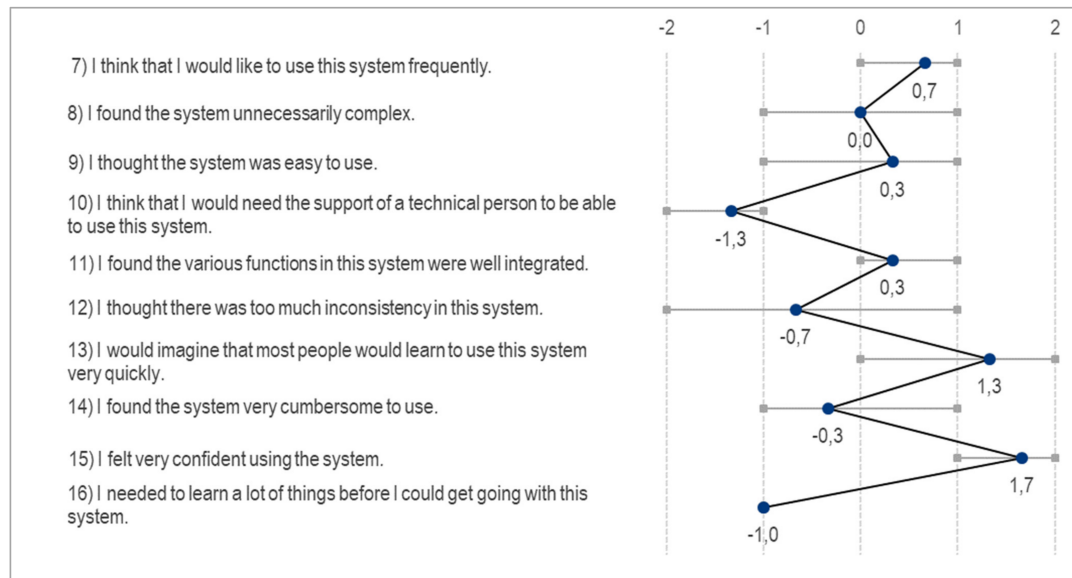 -2 -1 0 1 2
7) I think that I would like to use this system frequently.
0,7
8) I found the system unnecessarily complex.
0,0
9) I thought the system was easy to use.
0,3
10) I think that I would need the support of a technical person to be able
to use this system.
-1,3
11) I found the various functions in this system were well integrated.
0,3
12) I thought there was too much inconsistency in this system.
-0,7
13) I would imagine that most people would learn to use this system
very quickly.
1,3
14) I found the system very cumbersome to use.
-0,3
15) I felt very confident using the system.
1,7
16) I needed to learn a lot of things before I could get going with this
system.
-1,0